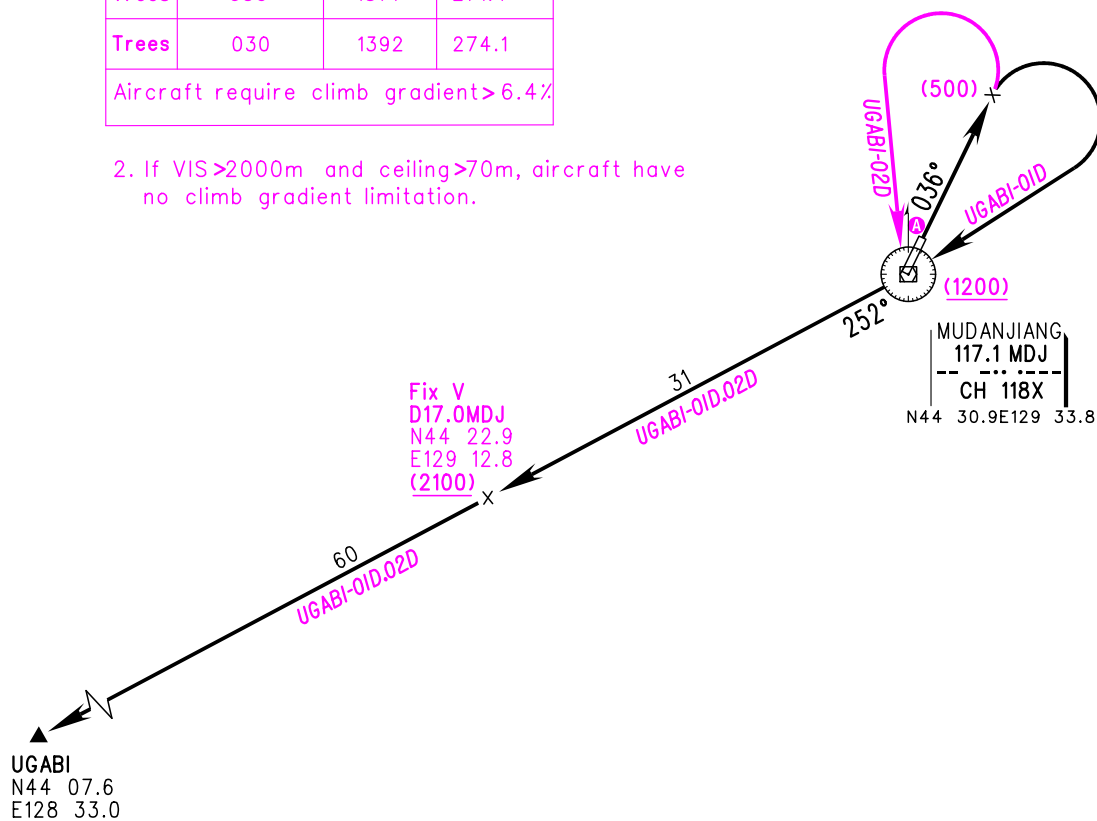 Trees 030 1392 274.1
Aircraft require climb gradient>6.4%
2. If VIS>2000m and ceiling>70m, aircraft have
no climb gradient limitation.
(500)
UGABI-02D
036°
UGABI-01D
A
(1200)
252°
MUDANJIANG
117.1 MDJ
CH 118X
N44 30.9E129 33.8
31
UGABI-01D.02D
Fix V
D17.0MDJ
N44 22.9
E129 12.8
(2100)
60
UGABI-01D.02D
UGABI
N44 07.6
E128 33.0